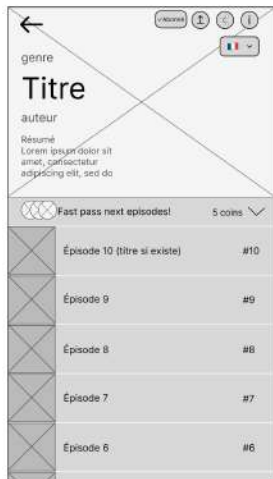 ✓ Abonné
i
genre
Titre
auteur
Résumé
Lorem ipsum dolor sit
amet, consectetur
adipiscing elit, sed do
Fast pass next episodes! 5 coins
Épisode 10 (titre si existe) #10
Épisode 9 #9
Épisode 8 #8
Épisode 7 #7
Épisode 6 #6